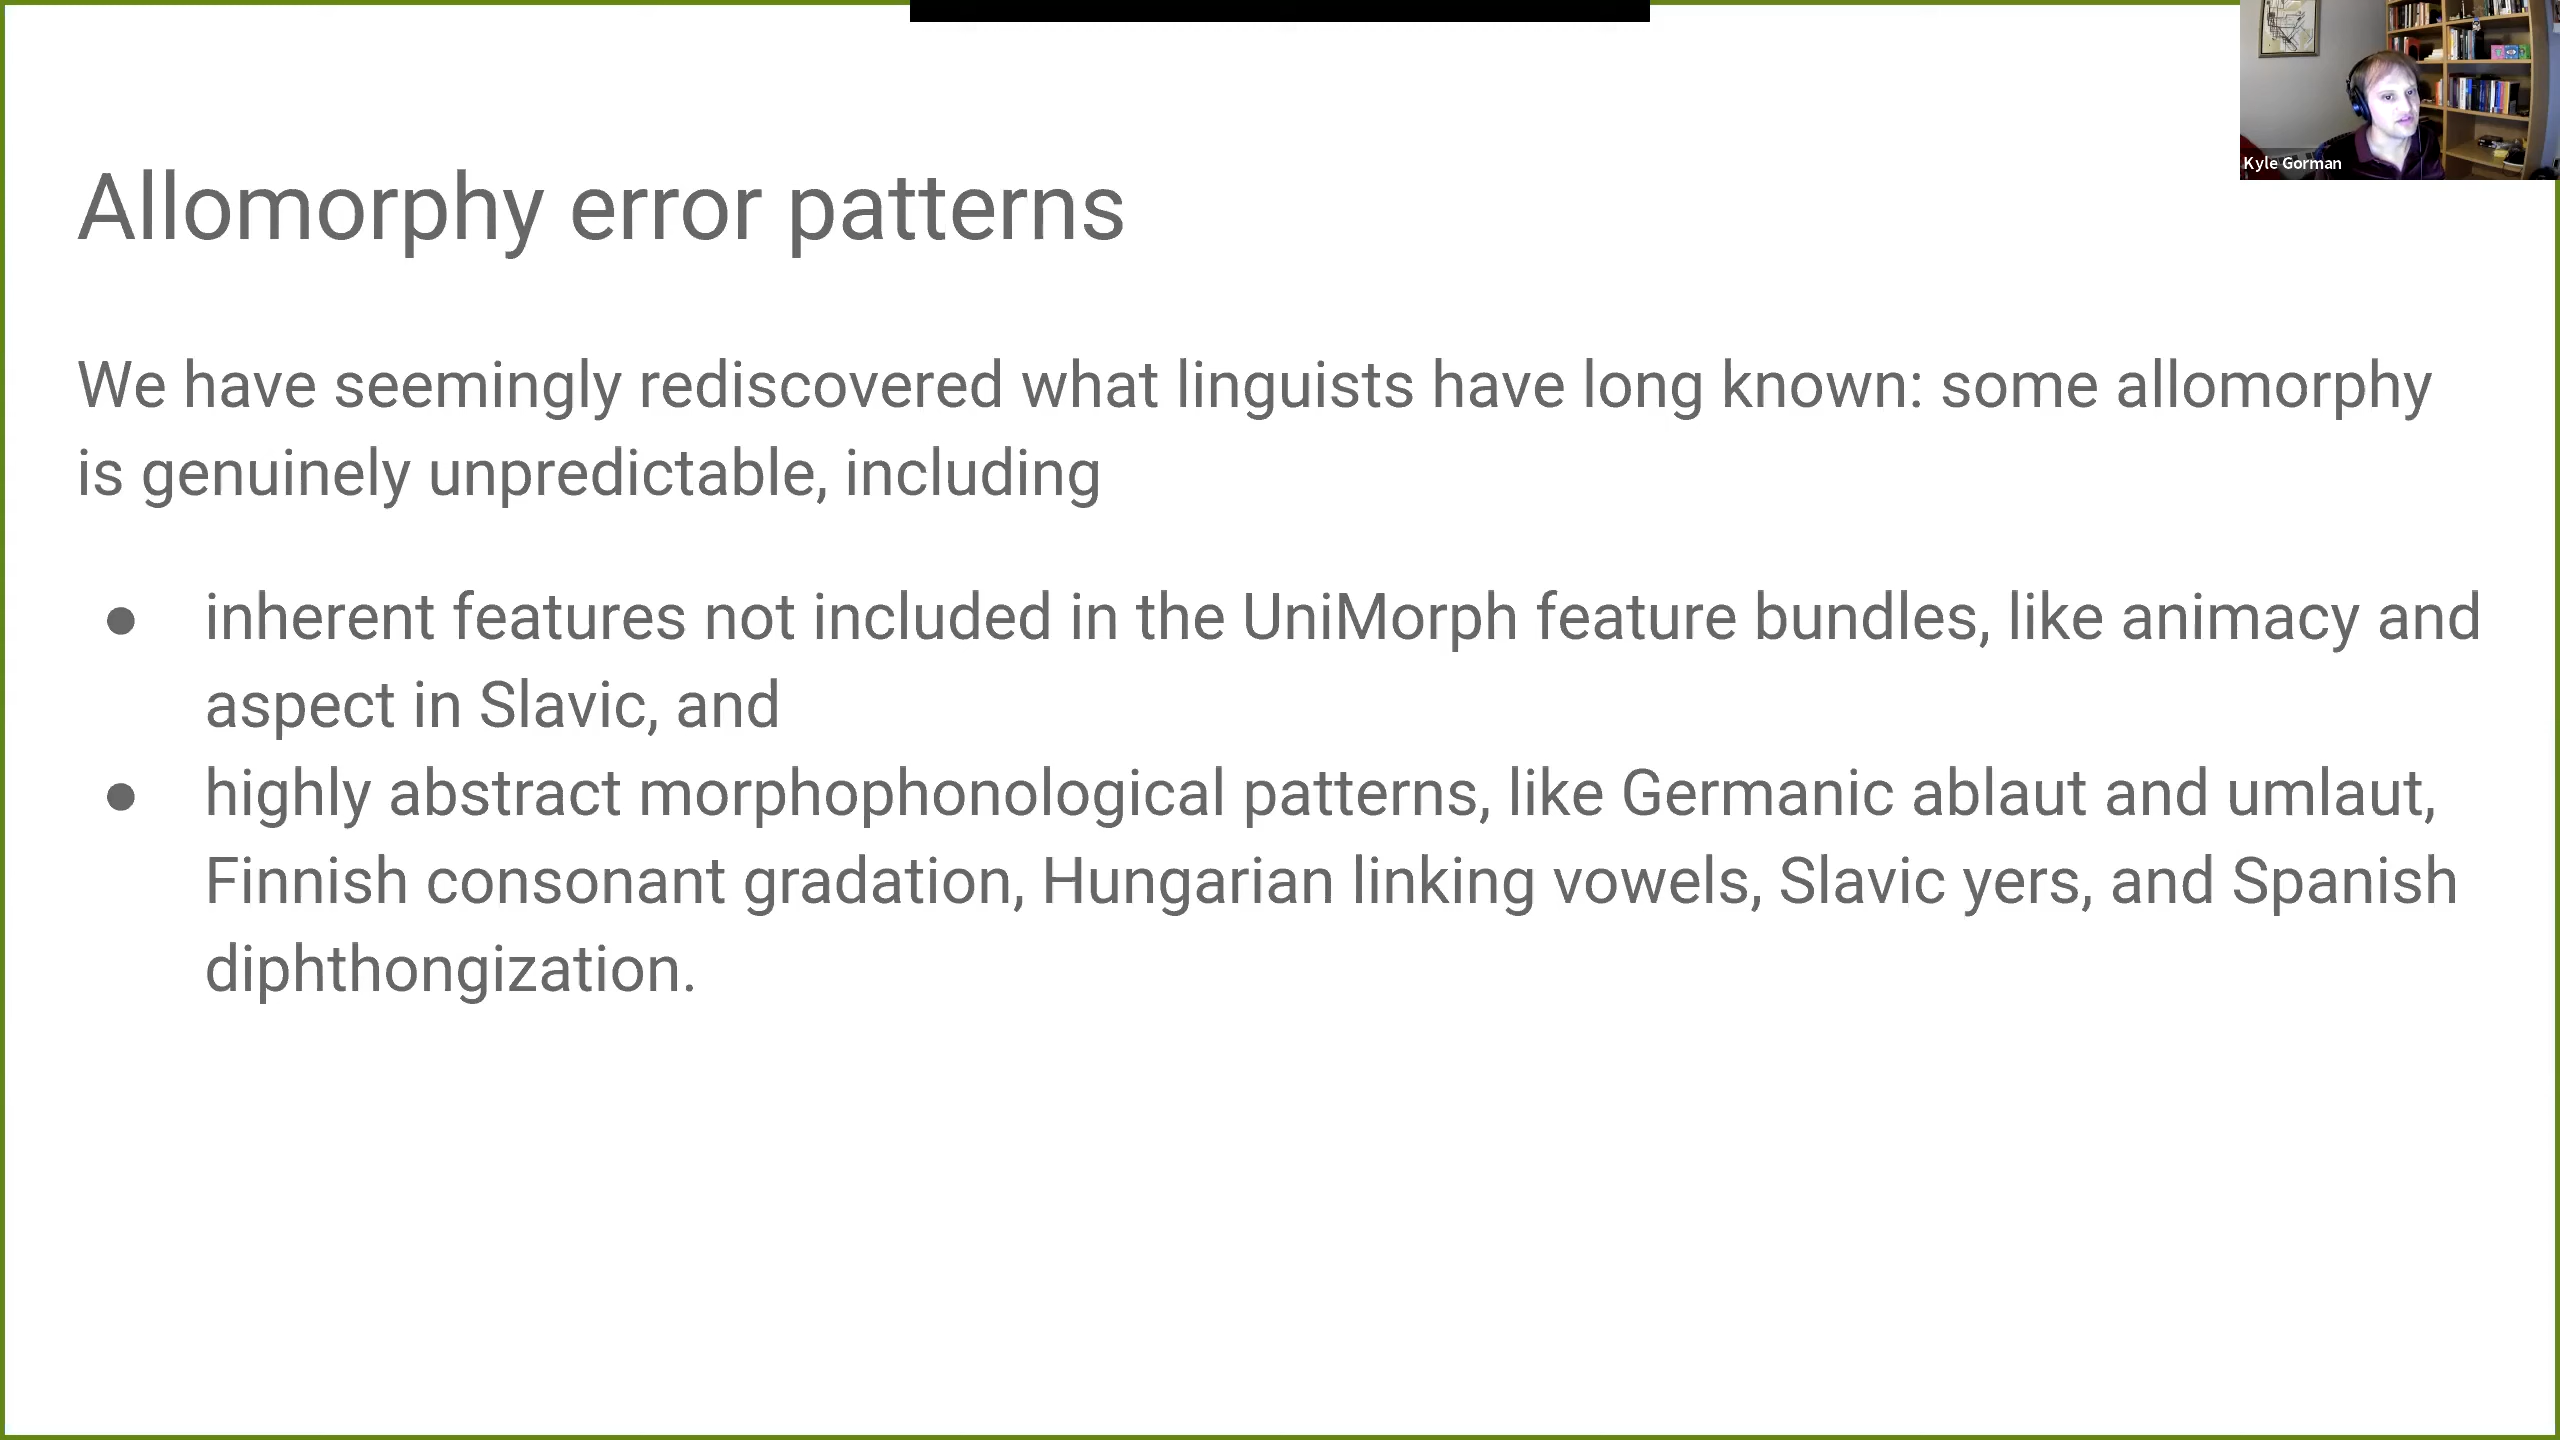 Kyle Gorman
Allomorphy error patterns
We have seemingly rediscovered what linguists have long known: some allomorphy
is genuinely unpredictable, including
● inherent features not included in the UniMorph feature bundles, like animacy and
aspect in Slavic, and
● highly abstract morphophonological patterns, like Germanic ablaut and umlaut,
Finnish consonant gradation, Hungarian linking vowels, Slavic yers, and Spanish
diphthongization.